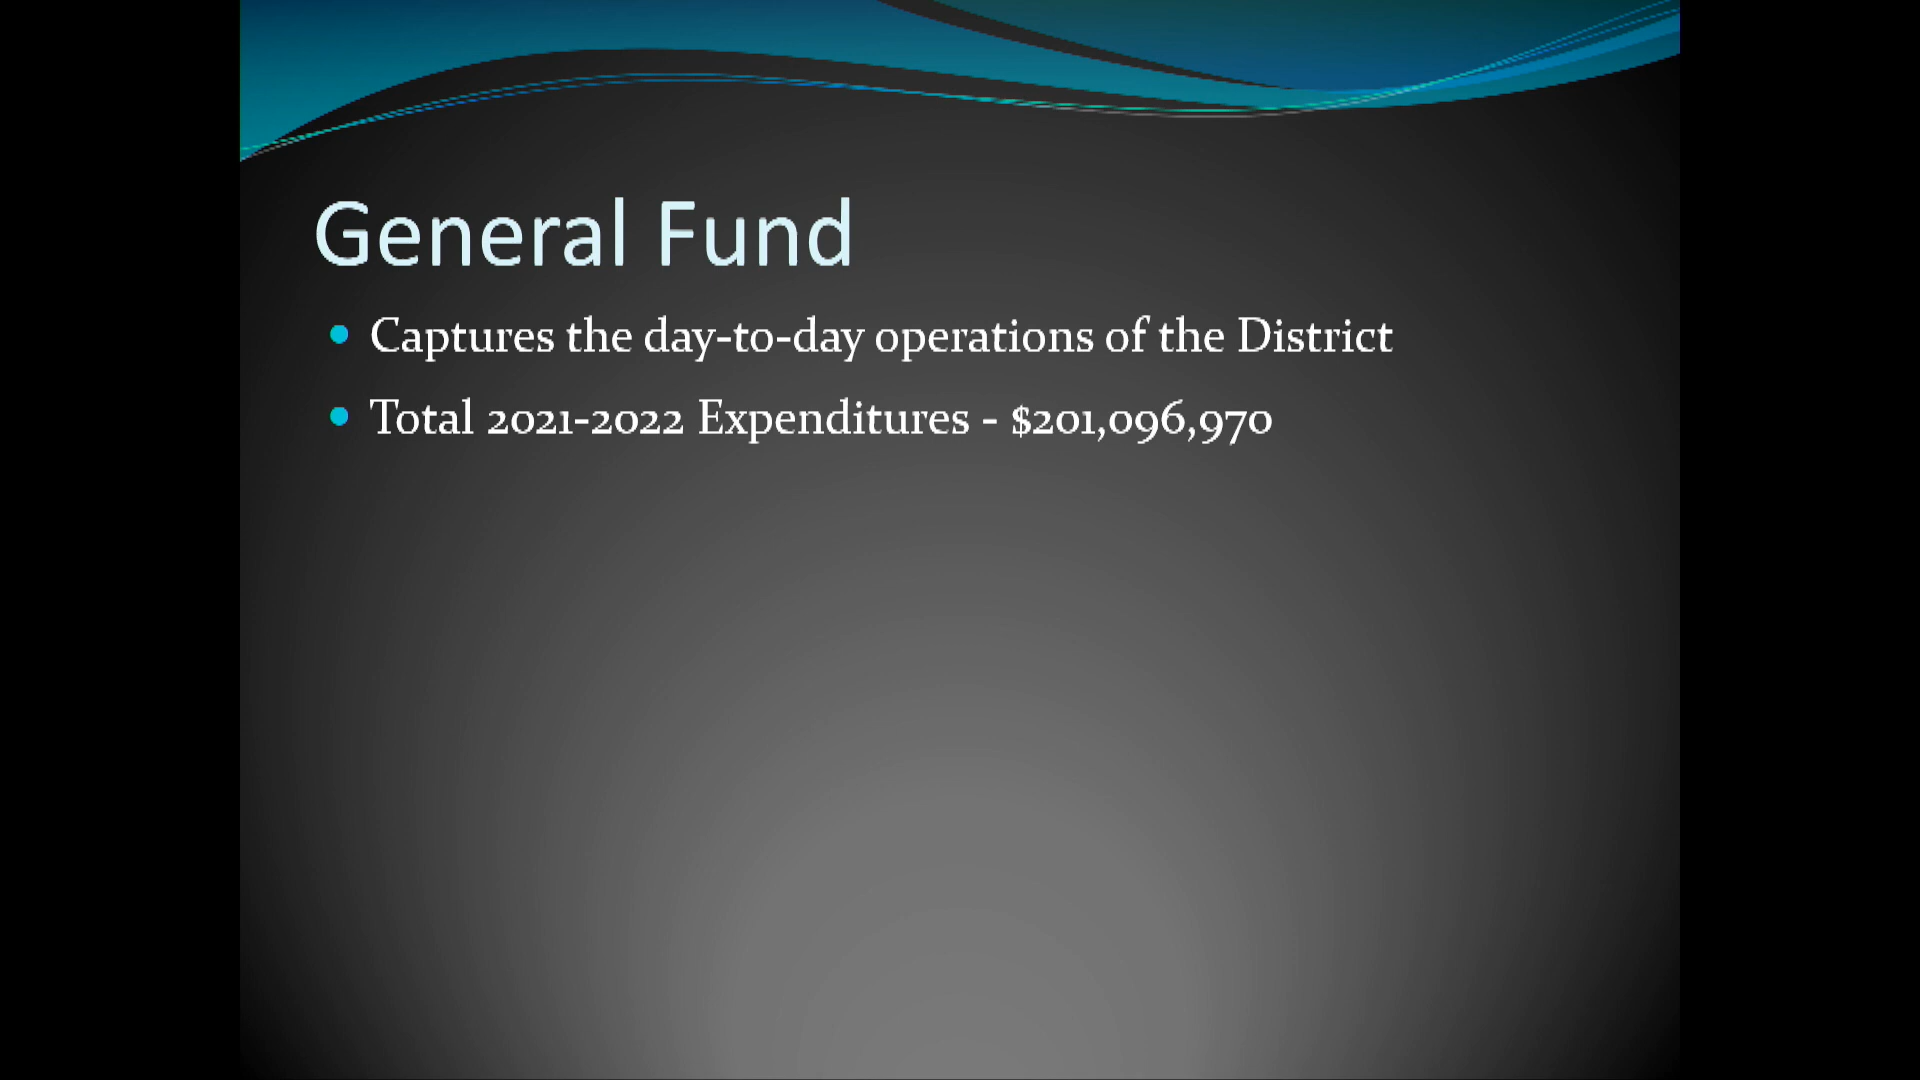 General Fund
Captures the day-to-day operations of the District
Total 2021-2022 Expenditures - $201,096,970